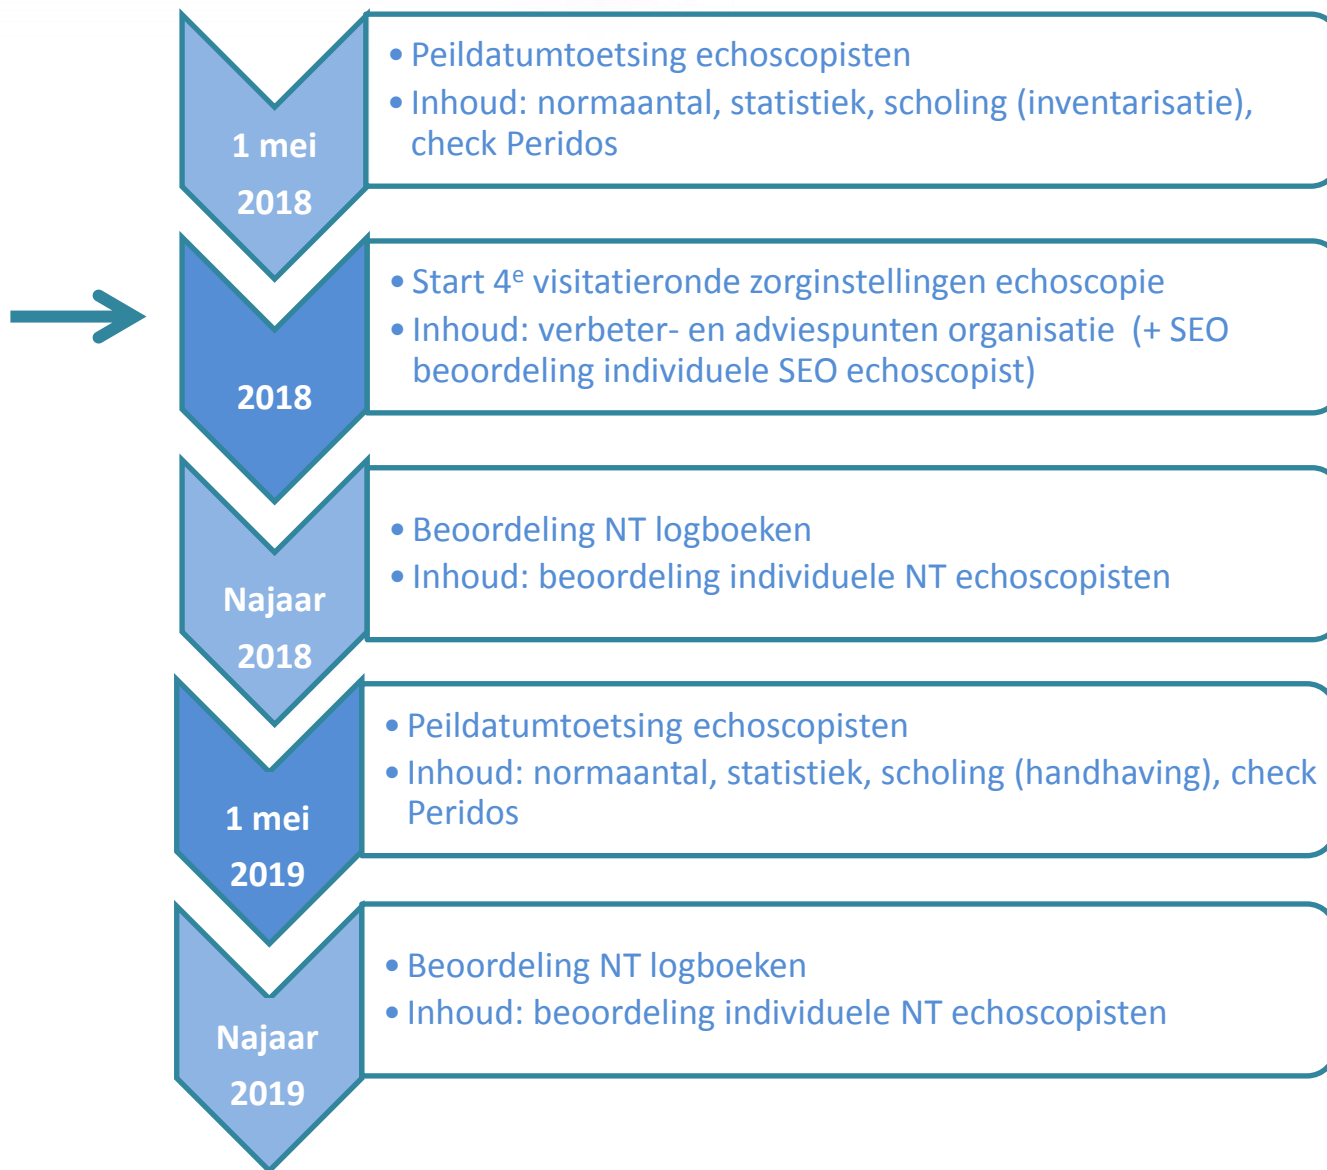 1 mei
2018
• Peildatumtoetsing echoscopisten
• Inhoud: normaantal, statistiek, scholing (inventarisatie),
check Peridos
2018
• Start 4e visitatieronde zorginstellingen echoscopie
• Inhoud: verbeter- en adviespunten organisatie (+ SEO
beoordeling individuele SEO echoscopist)
Najaar
2018
• Beoordeling NT logboeken
• Inhoud: beoordeling individuele NT echoscopisten
1 mei
2019
• Peildatumtoetsing echoscopisten
• Inhoud: normaantal, statistiek, scholing (handhaving), check
Peridos
Najaar
2019
• Beoordeling NT logboeken
• Inhoud: beoordeling individuele NT echoscopisten